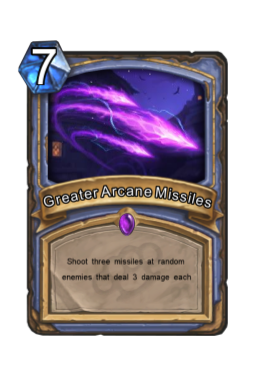 7
Greater Arcane Missiles
Shoot three missiles at random
enemies that deal 3 damage each